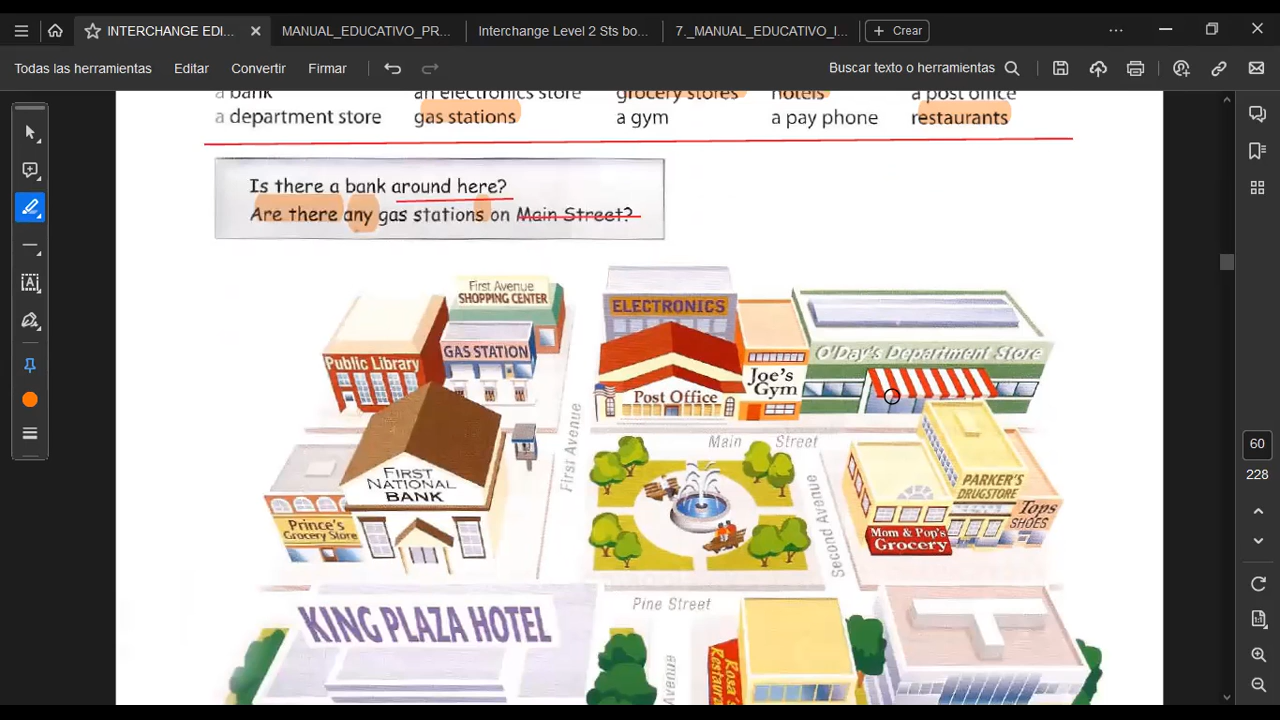 INTERCHANGE EDI...
MANUAL_EDUCATIVO_PR...
Interchange Level 2 Sts bo...
7._MANUAL_EDUCATIVO_I...
Crear
Todas las herramientas
Editar
Convertir
Firmar
Buscar texto o herramientas
a bank
an electronics store
grocery stores
hotels
a post office
a department store
gas stations
a gym
a pay phone
restaurants
Is there a bank around here?
Are there any gas stations on Main Street?
First Avenue
SHOPPING CENTER
ELECTRONICS
Public Library
GAS STATION
O'Day's Department Store
Joe's
Gym
Post Office
Main Street
First Avenue
FIRST
NATIONAL
BANK
60
228
PARKER'S
DRUGSTORE
Prince's
Grocery Store
Second Avenue
Tops
SHOES
Mom & Pop's
Grocery
Pine Street
KING PLAZA HOTEL
Rosa's
Restaura
Avenue